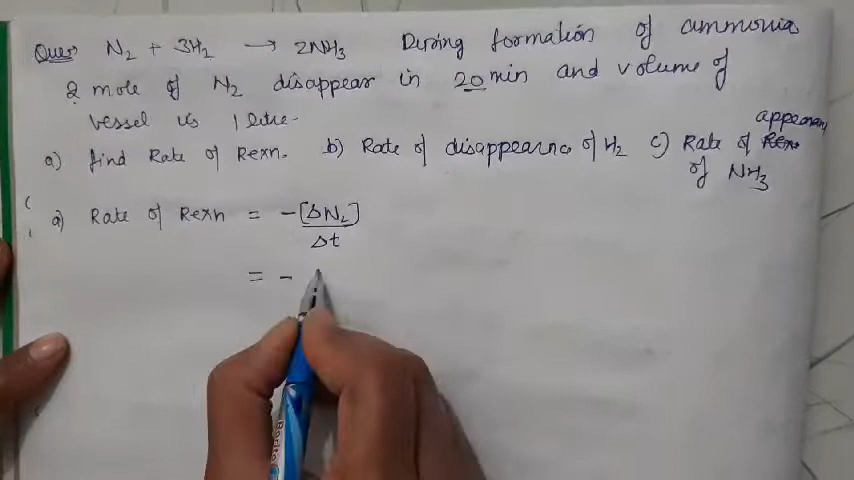 Ques N₂ + 3H₂ → 2NH₃ During formation of ammonia
2 mole of N₂ disappear in 20 min and volume of
vessel is 1 litre.
a) find Rate of Rexn. b) Rate of disappearnce of H₂ c) Rate of appearance
of NH₃
a) Rate of Rexn = -[ΔN₂]
Δt
= -